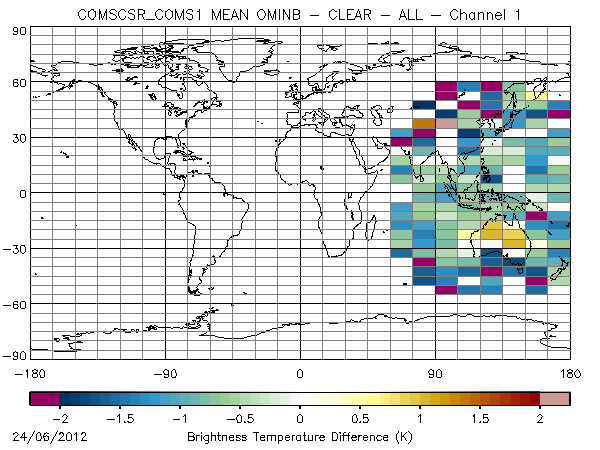 COMSCSR_COMS1 MEAN OMINB - CLEAR - ALL - Channel 1
90
60
30
0
-30
-60
-90
-180 -90 0 90 180
-2 -1.5 -1 -0.5 0 0.5 1 1.5 2
24/06/2012 Brightness Temperature Difference (K)